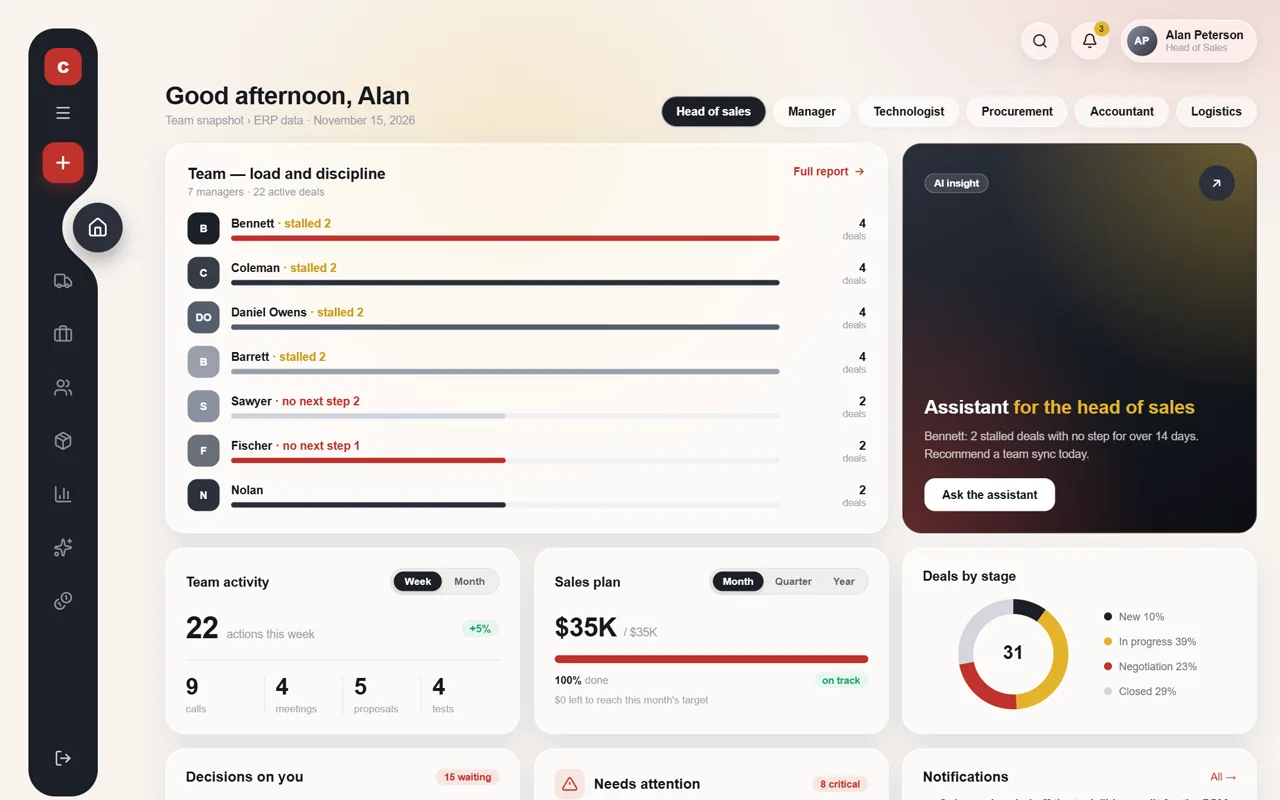 C
3
AP
Alan Peterson
Head of Sales
Good afternoon, Alan
Team snapshot › ERP data · November 15, 2026
Head of sales
Manager
Technologist
Procurement
Accountant
Logistics
Team — load and discipline
7 managers · 22 active deals
Full report →
B
Bennett · stalled 2
4
deals
C
Coleman · stalled 2
4
deals
DO
Daniel Owens · stalled 2
4
deals
B
Barrett · stalled 2
4
deals
S
Sawyer · no next step 2
2
deals
F
Fischer · no next step 1
2
deals
N
Nolan
2
deals
AI insight
Assistant for the head of sales
Bennett: 2 stalled deals with no step for over 14 days.
Recommend a team sync today.
Ask the assistant
Team activity
Week
Month
22 actions this week
+5%
9
calls
4
meetings
5
proposals
4
tests
Sales plan
Month
Quarter
Year
$35K / $35K
100% done
on track
$0 left to reach this month's target
Deals by stage
31
New 10%
In progress 39%
Negotiation 23%
Closed 29%
Decisions on you
15 waiting
Needs attention
8 critical
Notifications
All →